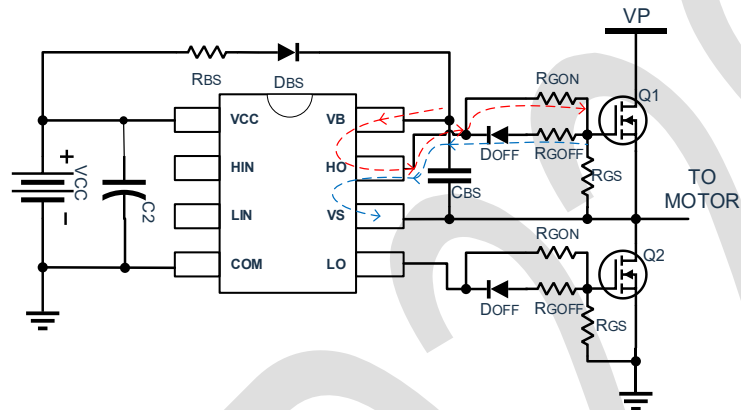 VP
RBS
DBS
RGON
Q1
VCC
VB
DOFF
RGOFF
+
VCC
-
C2
HIN
HO
CBS
RGS
TO
MOTOR
LIN
VS
RGON
Q2
COM
LO
DOFF
RGOFF
RGS